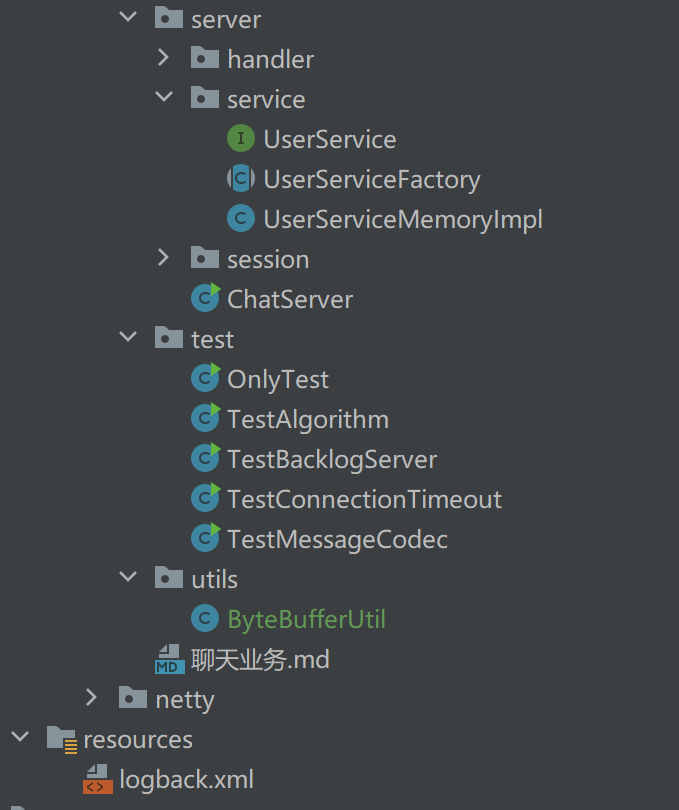 server
handler
service
UserService
UserServiceFactory
UserServiceMemoryImpl
session
ChatServer
test
OnlyTest
TestAlgorithm
TestBacklogServer
TestConnectionTimeout
TestMessageCodec
utils
ByteBufferUtil
聊天业务.md
netty
resources
logback.xml